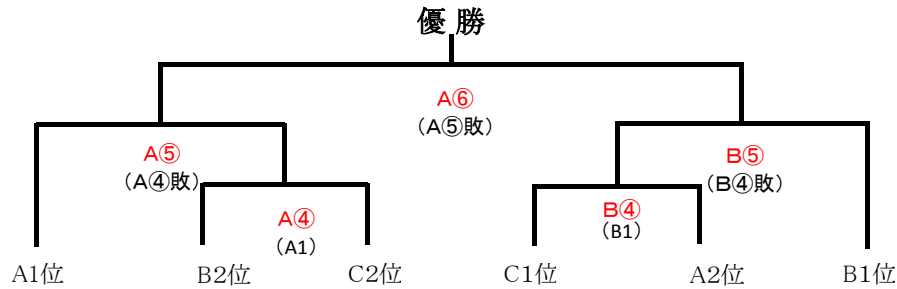 優 勝
A⑥
(A⑤敗)
A⑤
(A④敗)
B⑤
(B④敗)
A④
(A1)
B④
(B1)
A1位
B2位
C2位
C1位
A2位
B1位